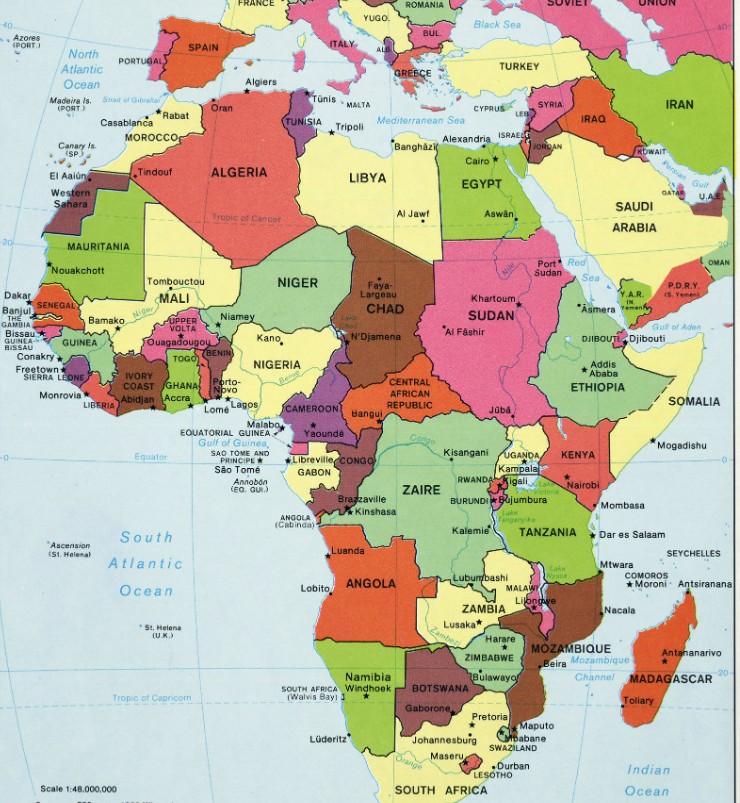 FRANCE
ROMANIA
SOVIET
UNION
YUGO.
Black Sea
BUL.
ITALY
ALB.
Azores
(PORT.)
North
Atlantic
Ocean
PORTUGAL
SPAIN
GREECE
TURKEY
Madeira Is.
(PORT.)
Strait of Gibraltar
Algiers
Oran
Tūnis
MALTA
Mediterranean Sea
CYPRUS
LEB.
SYRIA
IRAQ
IRAN
Casablanca
Rabat
MOROCCO
TUNISIA
Tripoli
Banghāzī
Alexandria
ISRAEL
JORDAN
KUWAIT
Canary Is.
(SP.)
Cairo
Persian Gulf
El Aaiún
Tindouf
ALGERIA
LIBYA
EGYPT
QATAR
U.A.E.
Western
Sahara
SAUDI
ARABIA
Al Jawf
Aswân
Tropic of Cancer
MAURITANIA
OMAN
Nouakchott
Nile
Port
Sudan
Red
Sea
Tombouctou
MALI
NIGER
Faya-
Largeau
CHAD
Khartoum
SUDAN
Asmera
Y.A.R.
(N.
Yemen)
P.D.R.Y.
(S. Yemen)
Dakar
SENEGAL
Banjul
THE
GAMBIA
Bissau
GUINEA-
BISSAU
Bamako
Niger
UPPER
VOLTA
Ouagadougou
Niamey
Lake
Chad
N'Djamena
Al Fâshir
DJIBOUTI
Djibouti
Gulf of Aden
GUINEA
Kano
Conakry
Freetown
SIERRA LEONE
Monrovia
LIBERIA
IVORY
COAST
Abidjan
TOGO
GHANA
Accra
BENIN
Porto-
Novo
Lomé
Lagos
NIGERIA
Benue
Addis
Ababa
ETHIOPIA
SOMALIA
CAMEROON
CENTRAL
AFRICAN
REPUBLIC
Bangui
Jūbā
Malabo
EQUATORIAL GUINEA
Yaoundé
Gulf of Guinea
SAO TOME AND
PRINCIPE
São Tomé
Annobón
(EQ. GUI.)
Libreville
GABON
CONGO
Congo
Kisangani
UGANDA
Kampala
KENYA
Mogadishu
0
Equator
0
ZAIRE
RWANDA
Kigali
Lake
Victoria
Nairobi
Brazzaville
Kinshasa
BURUNDI
Bujumbura
Mombasa
ANGOLA
(Cabinda)
Lake
Tanganyika
Kalemie
TANZANIA
Dar es Salaam
Luanda
South
Atlantic
Ocean
Ascension
(St. Helena)
SEYCHELLES
Mtwara
COMOROS
Moroni
Antsiranana
ANGOLA
Lubumbashi
MALAWI
Lake
Nyasa
Lilongwe
Lobito
ZAMBIA
Nacala
St. Helena
(U.K.)
Lusaka
Zambezi
Harare
MOZAMBIQUE
Antananarivo
ZIMBABWE
Beira
Mozambique
Channel
20
Namibia
Windhoek
SOUTH AFRICA
(Walvis Bay)
Bulawayo
BOTSWANA
MADAGASCAR
Tropic of Capricorn
Gaborone
Toliary
Pretoria
Maputo
Lüderitz
Johannesburg
Mbabane
SWAZILAND
Maseru
Orange
Durban
LESOTHO
Indian
Ocean
Scale 1:48,000,000
SOUTH AFRICA